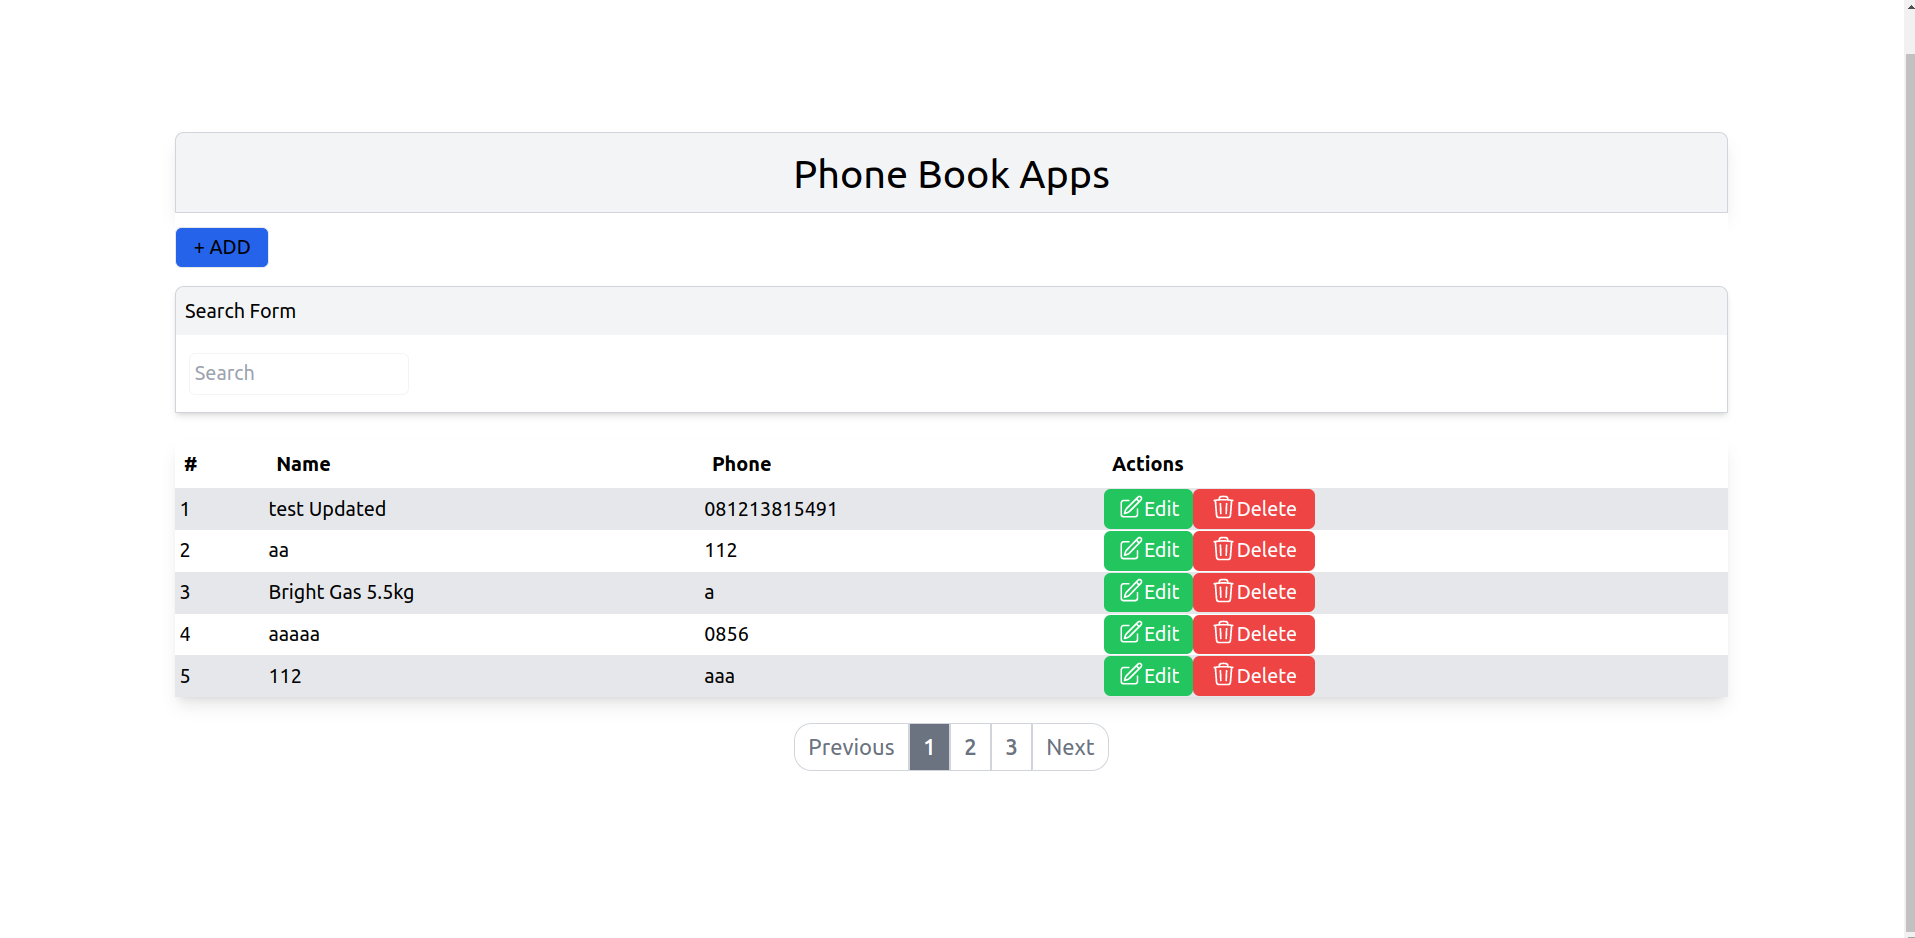 Phone Book Apps
+ ADD
Search Form
Search
# Name Phone Actions
1 test Updated 081213815491 Edit Delete
2 aa 112 Edit Delete
3 Bright Gas 5.5kg a Edit Delete
4 aaaaa 0856 Edit Delete
5 112 aaa Edit Delete
Previous 1 2 3 Next